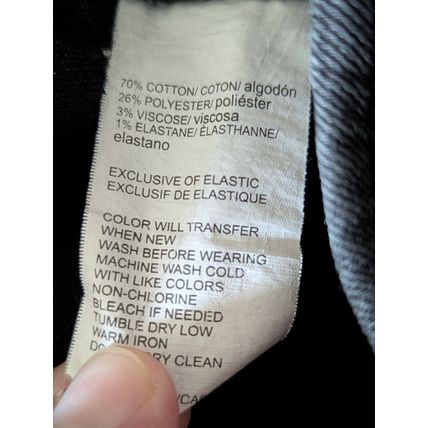 70% COTTON/ COTON/ algodón
26% POLYESTER/ poliéster
3% VISCOSE/ viscosa
1% ELASTANE/ ÉLASTHANNE/
elastano
EXCLUSIVE OF ELASTIC
EXCLUSIF DE ELASTIQUE
COLOR WILL TRANSFER
WHEN NEW
WASH BEFORE WEARING
MACHINE WASH COLD
WITH LIKE COLORS
NON-CHLORINE
BLEACH IF NEEDED
TUMBLE DRY LOW
WARM IRON
DRY CLEAN